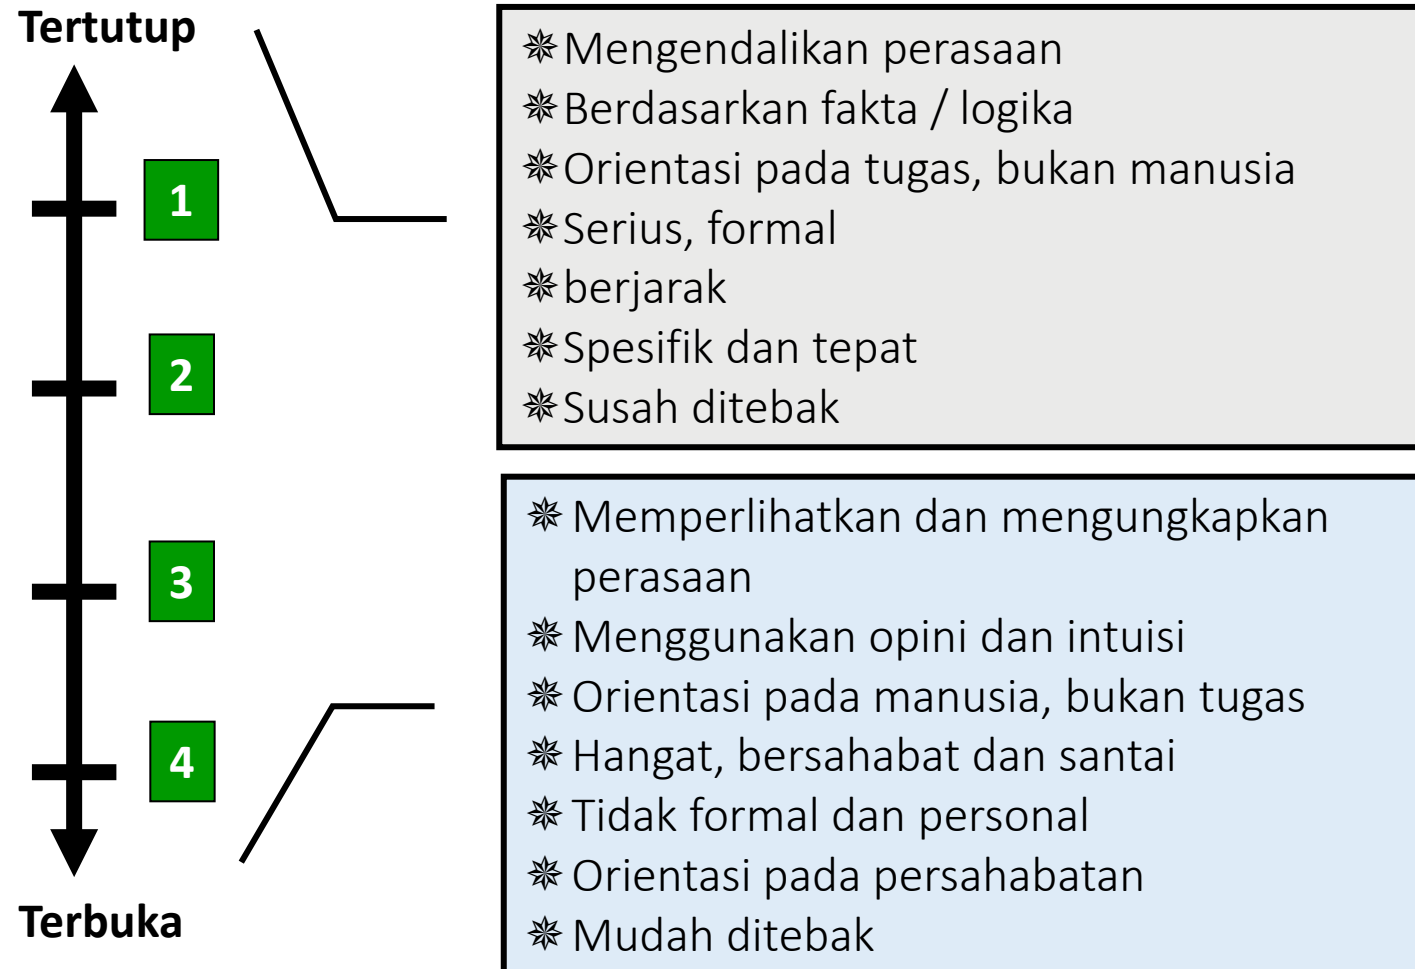 Tertutup
1
2
3
4
Terbuka
✵Mengendalikan perasaan
✵Berdasarkan fakta / logika
✵Orientasi pada tugas, bukan manusia
✵Serius, formal
✵berjarak
✵Spesifik dan tepat
✵Susah ditebak
✵Memperlihatkan dan mengungkapkan
perasaan
✵Menggunakan opini dan intuisi
✵Orientasi pada manusia, bukan tugas
✵Hangat, bersahabat dan santai
✵Tidak formal dan personal
✵Orientasi pada persahabatan
✵Mudah ditebak